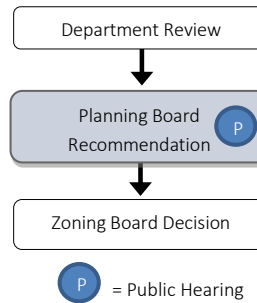 Department Review
Planning Board
Recommendation
P
Zoning Board Decision
P = Public Hearing